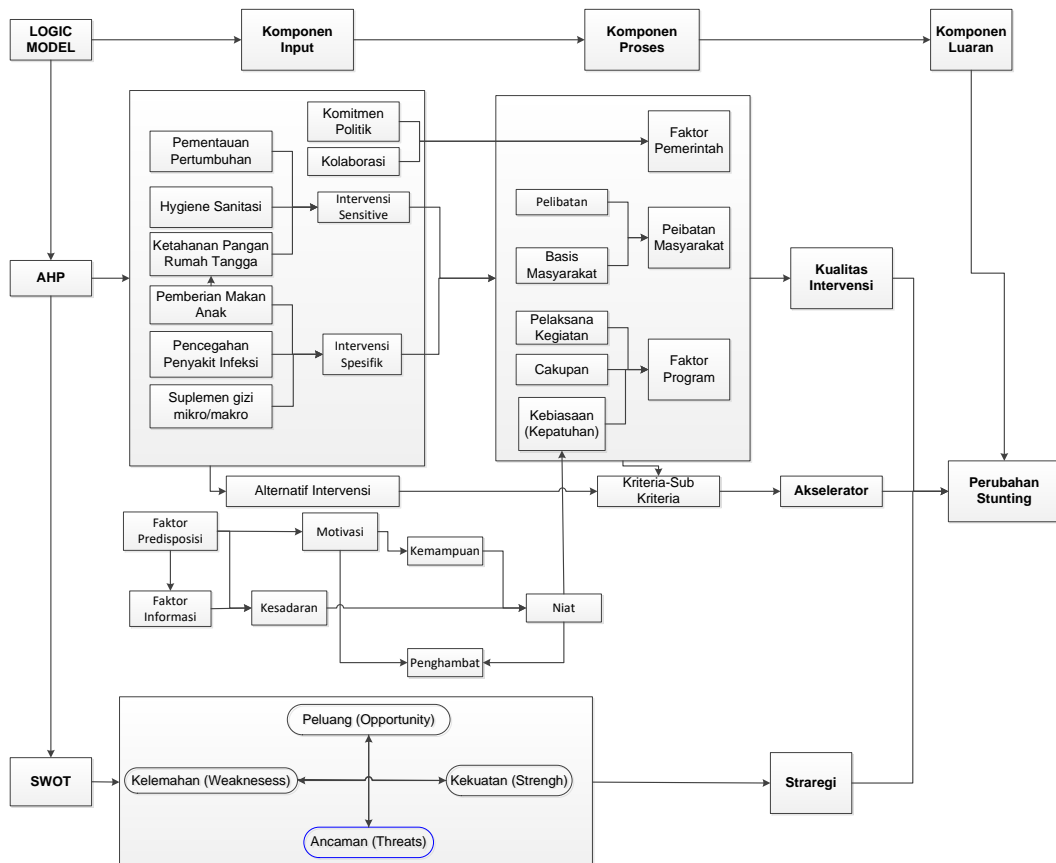 LOGIC
MODEL
Komponen
Input
Komponen
Proses
Komponen
Luaran
Komitmen
Politik
Kolaborasi
Pementauan
Pertumbuhan
Hygiene Sanitasi
Intervensi
Sensitive
Ketahanan Pangan
Rumah Tangga
AHP
Pemberian Makan
Anak
Pencegahan
Penyakit Infeksi
Intervensi
Spesifik
Suplemen gizi
mikro/makro
Faktor
Pemerintah
Pelibatan
Peibatan
Masyarakat
Basis
Masyarakat
Pelaksana
Kegiatan
Cakupan
Faktor
Program
Kebiasaan
(Kepatuhan)
Kualitas
Intervensi
Alternatif Intervensi
Kriteria-Sub
Kriteria
Akselerator
Perubahan
Stunting
Faktor
Predisposisi
Motivasi
Kemampuan
Faktor
Informasi
Kesadaran
Niat
Penghambat
SWOT
Peluang (Opportunity)
Kelemahan (Weaknesess)
Kekuatan (Strengh)
Ancaman (Threats)
Straregi